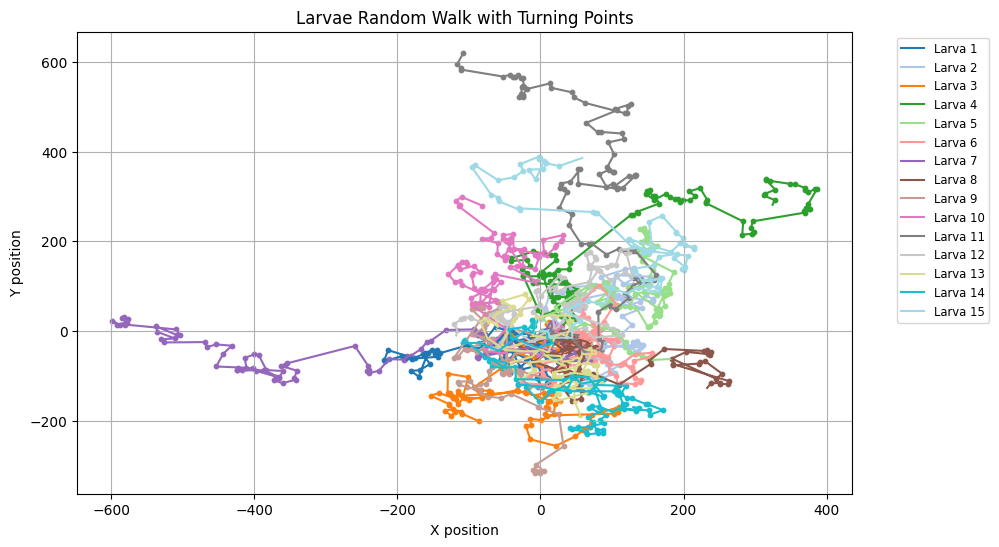 Larvae Random Walk with Turning Points
Y position
600
400
200
0
−200
−600
−400
−200
0
200
400
X position
Larva 1
Larva 2
Larva 3
Larva 4
Larva 5
Larva 6
Larva 7
Larva 8
Larva 9
Larva 10
Larva 11
Larva 12
Larva 13
Larva 14
Larva 15